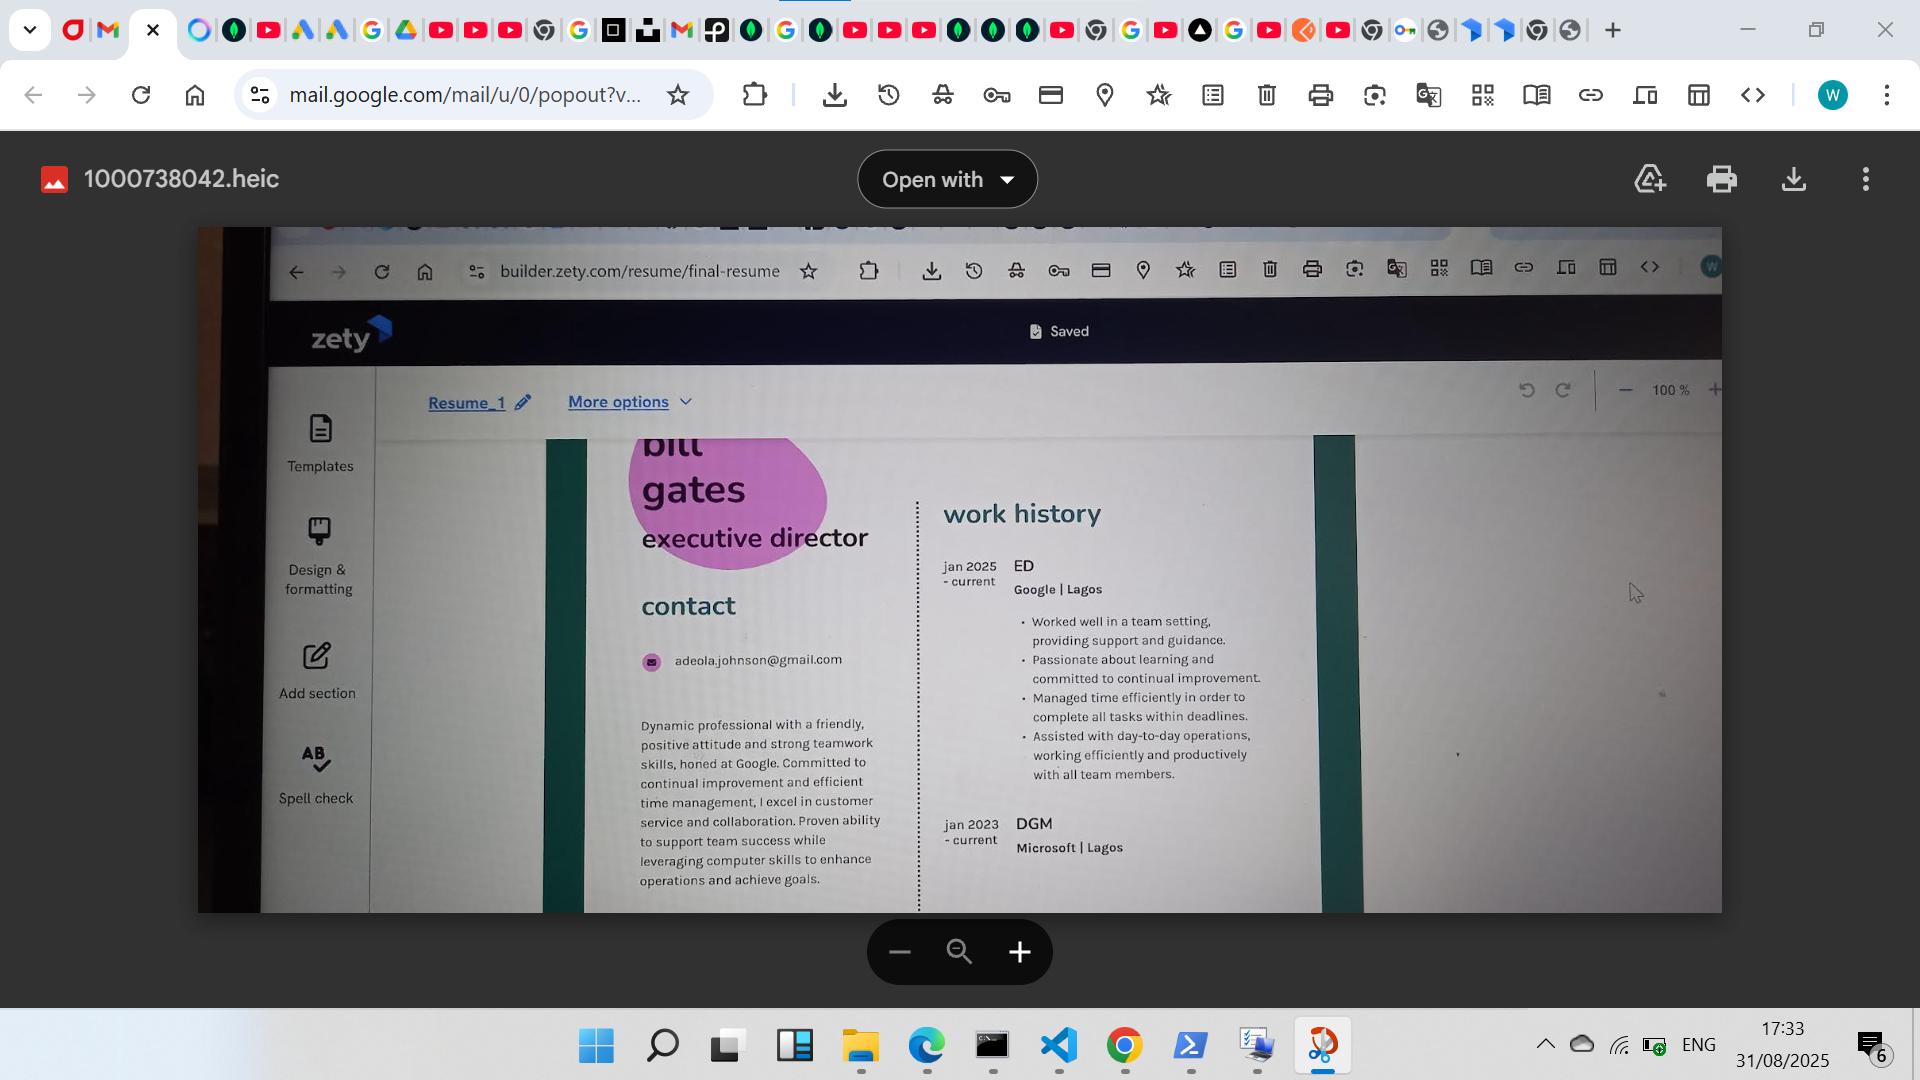 mail.google.com/mail/u/0/popout?v...
W
1000738042.heic
Open with
builder.zety.com/resume/final-resume
W
zety
Saved
Resume_1
More options
100 %
Templates
Design &
formatting
Add section
AB
Spell check
bill
gates
executive director
contact
adeola.johnson@gmail.com
Dynamic professional with a friendly,
positive attitude and strong teamwork
skills, honed at Google. Committed to
continual improvement and efficient
time management, I excel in customer
service and collaboration. Proven ability
to support team success while
leveraging computer skills to enhance
operations and achieve goals.
work history
jan 2025
- current
ED
Google | Lagos
• Worked well in a team setting,
providing support and guidance.
• Passionate about learning and
committed to continual improvement.
• Managed time efficiently in order to
complete all tasks within deadlines.
• Assisted with day-to-day operations,
working efficiently and productively
with all team members.
jan 2023
- current
DGM
Microsoft | Lagos
ENG
17:33
31/08/2025
6